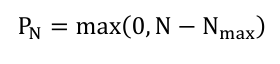 P_N = max(0, N − N_max)